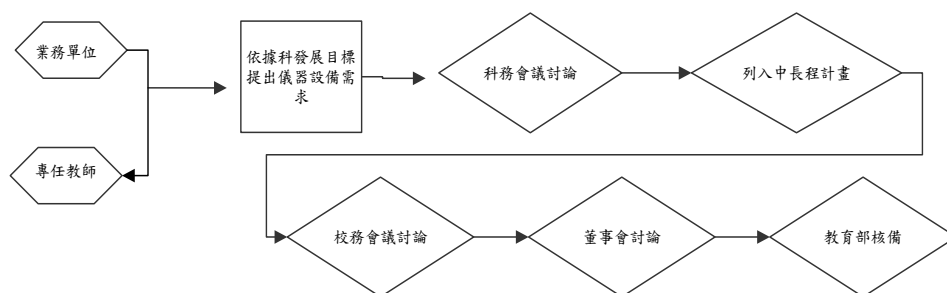 業務單位
專任教師
依據科發展目標
提出儀器設備需
求
科務會議討論
列入中長程計畫
校務會議討論
董事會討論
教育部核備